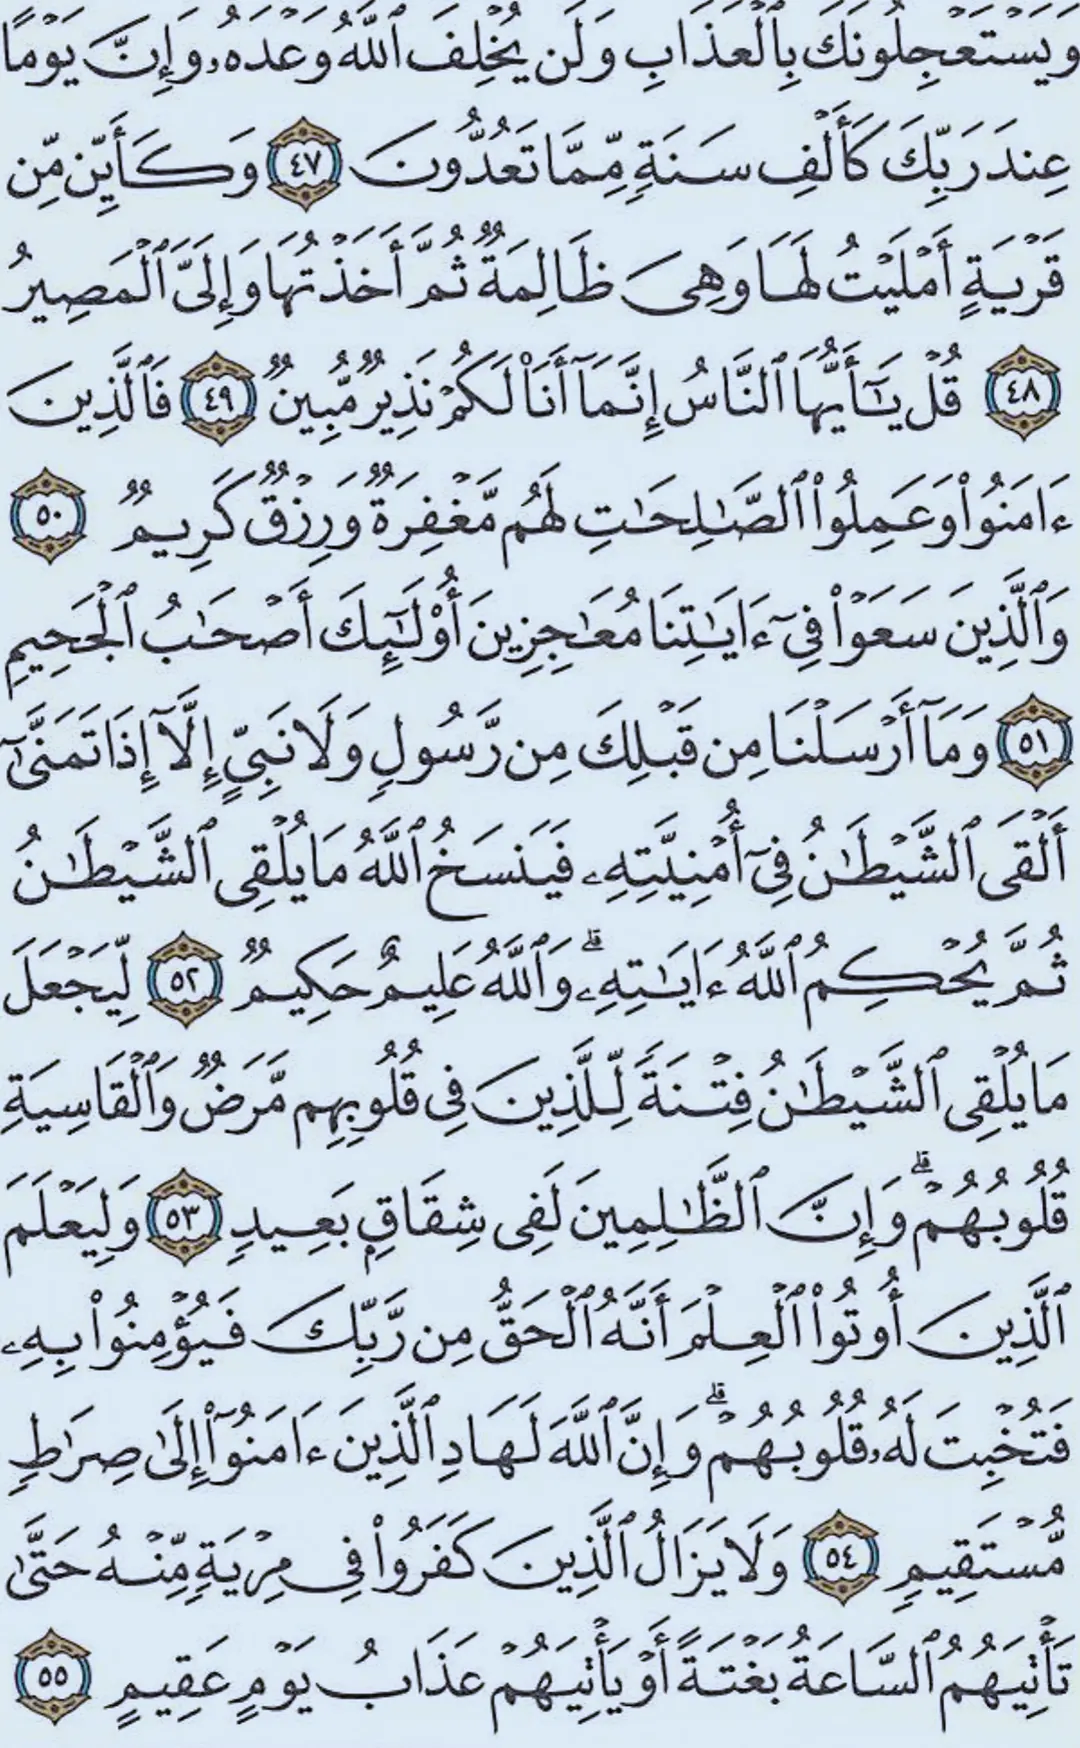 وَيَسْتَعْجِلُونَكَ بِٱلْعَذَابِ وَلَن يُخْلِفَ ٱللَّهُ وَعْدَهُۥ وَإِنَّ يَوْمًا
عِندَ رَبِّكَ كَأَلْفِ سَنَةٍ مِّمَّا تَعُدُّونَ ٤٧ وَكَأَيِّن مِّن
قَرْيَةٍ أَمْلَيْتُ لَهَا وَهِىَ ظَالِمَةٌ ثُمَّ أَخَذْتُهَا وَإِلَىَّ ٱلْمَصِيرُ
٤٨ قُلْ يَـٰٓأَيُّهَا ٱلنَّاسُ إِنَّمَآ أَنَا۠ لَكُمْ نَذِيرٌ مُّبِينٌ ٤٩ فَٱلَّذِينَ
ءَامَنُوا۟ وَعَمِلُوا۟ ٱلصَّـٰلِحَـٰتِ لَهُم مَّغْفِرَةٌ وَرِزْقٌ كَرِيمٌ ٥٠
وَٱلَّذِينَ سَعَوْا۟ فِىٓ ءَايَـٰتِنَا مُعَـٰجِزِينَ أُو۟لَـٰٓئِكَ أَصْحَـٰبُ ٱلْجَحِيمِ
٥١ وَمَآ أَرْسَلْنَا مِن قَبْلِكَ مِن رَّسُولٍ وَلَا نَبِىٍّ إِلَّآ إِذَا تَمَنَّىٰٓ
أَلْقَى ٱلشَّيْطَـٰنُ فِىٓ أُمْنِيَّتِهِۦ فَيَنسَخُ ٱللَّهُ مَا يُلْقِى ٱلشَّيْطَـٰنُ
ثُمَّ يُحْكِمُ ٱللَّهُ ءَايَـٰتِهِۦ ۗ وَٱللَّهُ عَلِيمٌ حَكِيمٌ ٥٢ لِّيَجْعَلَ
مَا يُلْقِى ٱلشَّيْطَـٰنُ فِتْنَةً لِّلَّذِينَ فِى قُلُوبِهِم مَّرَضٌ وَٱلْقَاسِيَةِ
قُلُوبُهُمْ ۗ وَإِنَّ ٱلظَّـٰلِمِينَ لَفِى شِقَاقٍۭ بَعِيدٍ ٥٣ وَلِيَعْلَمَ
ٱلَّذِينَ أُوتُوا۟ ٱلْعِلْمَ أَنَّهُ ٱلْحَقُّ مِن رَّبِّكَ فَيُؤْمِنُوا۟ بِهِۦ
فَتُخْبِتَ لَهُۥ قُلُوبُهُمْ ۗ وَإِنَّ ٱللَّهَ لَهَادِ ٱلَّذِينَ ءَامَنُوٓا۟ إِلَىٰ صِرَٰطٍ
مُّسْتَقِيمٍ ٥٤ وَلَا يَزَالُ ٱلَّذِينَ كَفَرُوا۟ فِى مِرْيَةٍ مِّنْهُ حَتَّىٰ
تَأْتِيَهُمُ ٱلسَّاعَةُ بَغْتَةً أَوْ يَأْتِيَهُمْ عَذَابُ يَوْمٍ عَقِيمٍ ٥٥